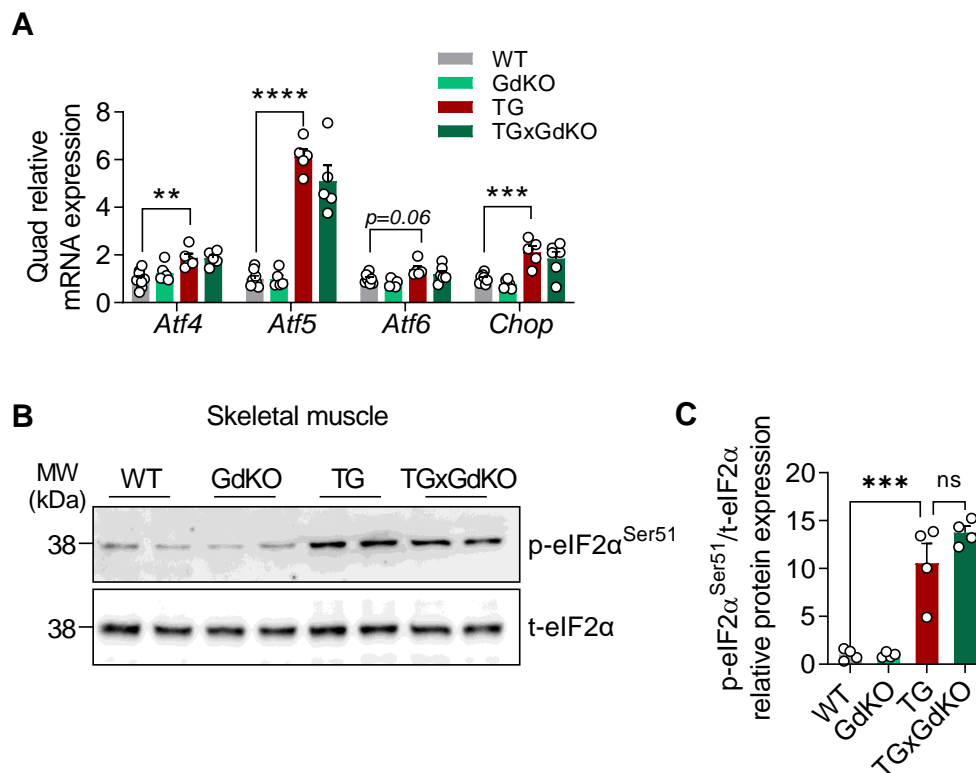 A
WT
GdKO
TG
TGxGdKO
Quad relative
mRNA expression
8
6
4
2
0
**
****
p=0.06
***
Atf4
Atf5
Atf6
Chop
B
Skeletal muscle
MW
(kDa)
WT
GdKO
TG
TGxGdKO
38
p-eIF2α^Ser51
38
t-eIF2α
C
p-eIF2α^Ser51/t-eIF2α
relative protein expression
20
15
10
5
0
***
ns
WT
GdKO
TG
TGxGdKO